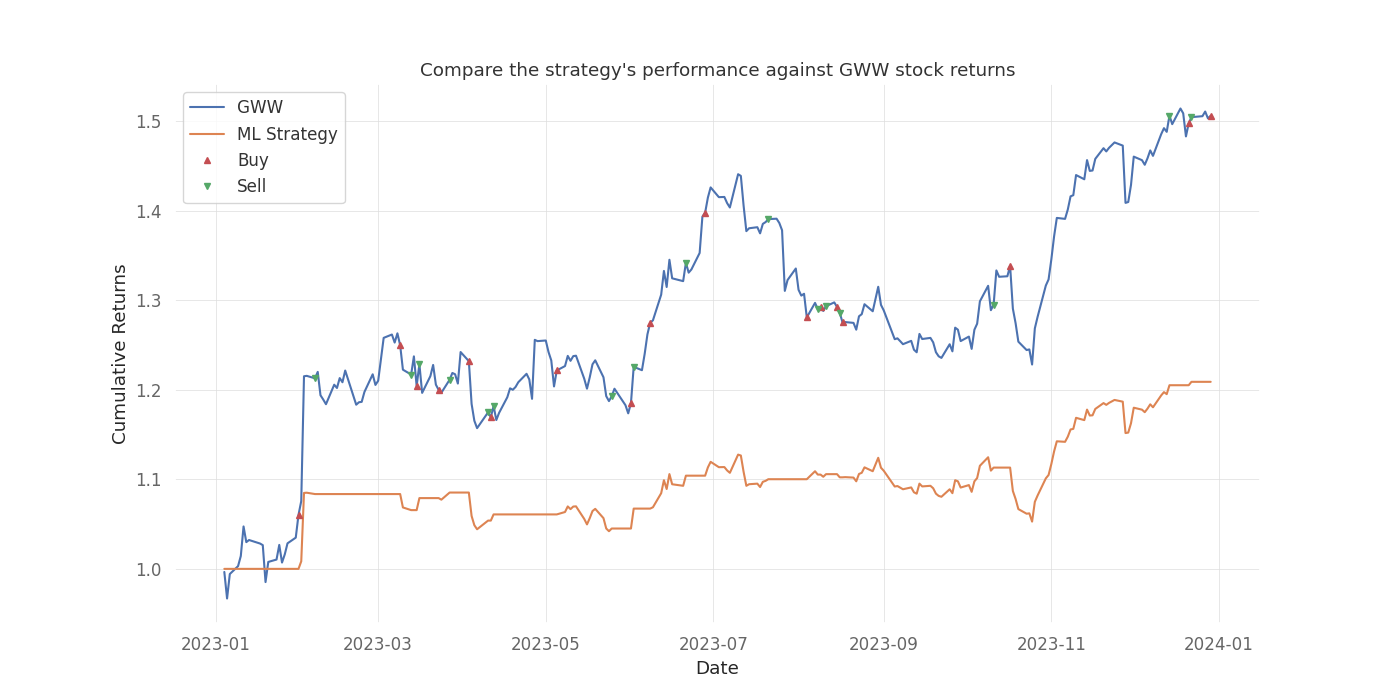 Compare the strategy's performance against GWW stock returns
GWW
ML Strategy
Buy
Sell
1.5
1.4
1.3
1.2
1.1
1.0
Cumulative Returns
2023-01 2023-03 2023-05 2023-07 2023-09 2023-11 2024-01
Date